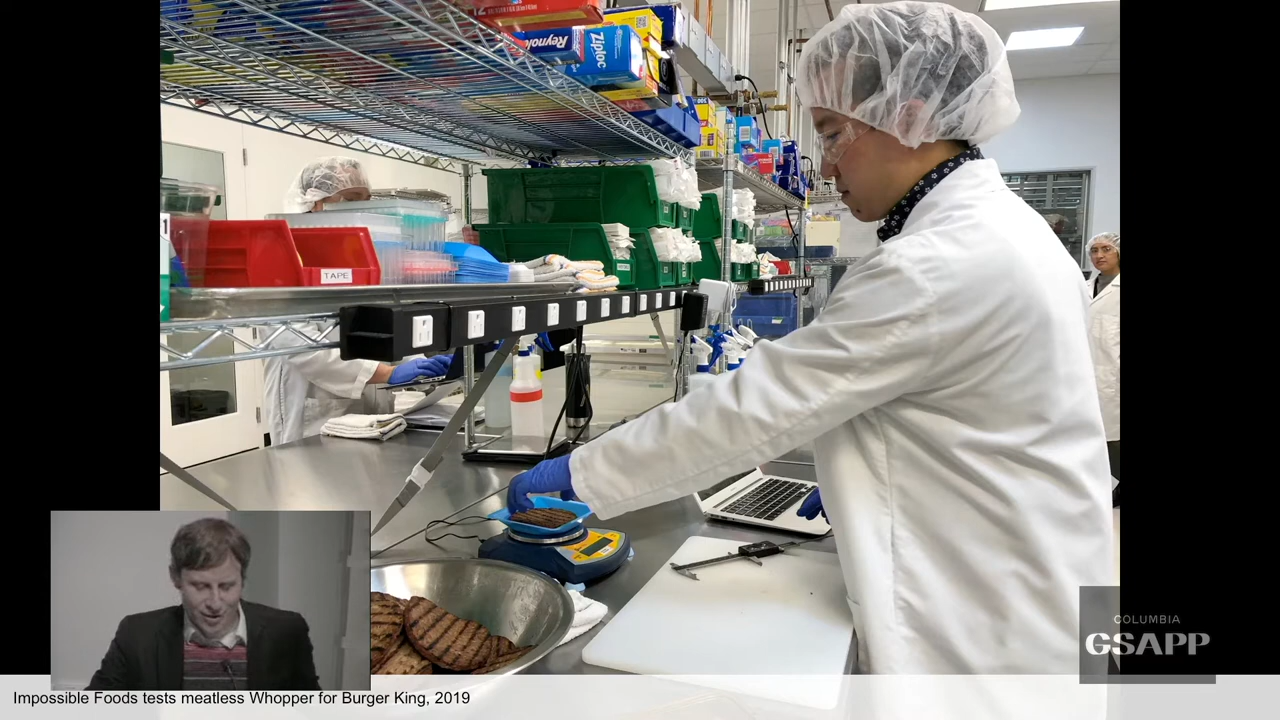 Reynolds
Ziploc
TAPE
COLUMBIA
GSAPP
Impossible Foods tests meatless Whopper for Burger King, 2019